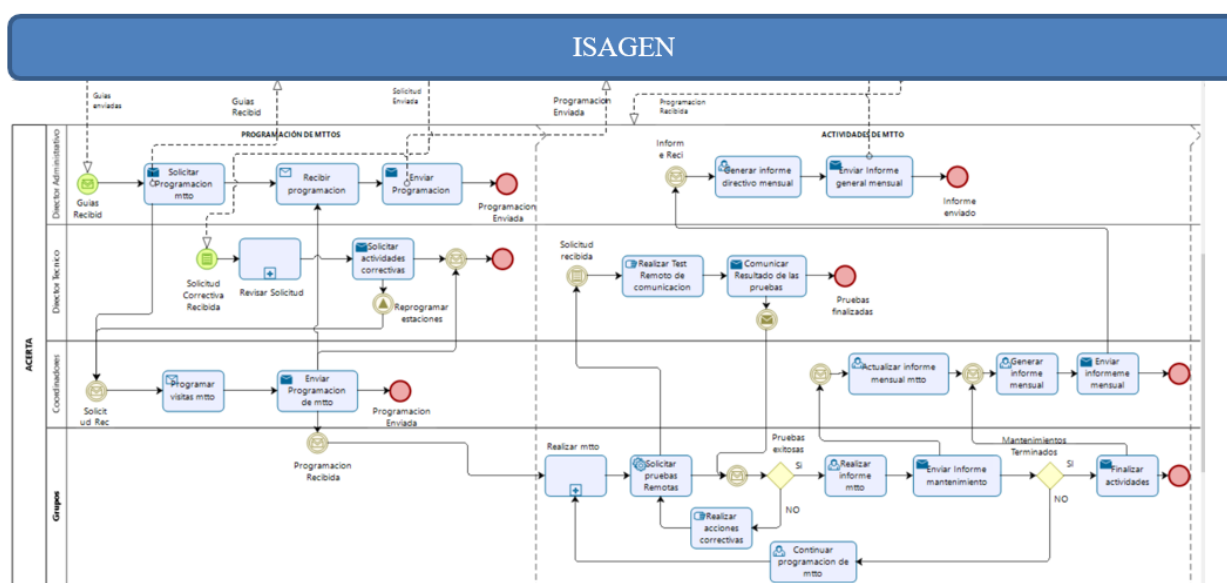 ISAGEN
Guias
enviadas
Guias
Recibid
Solicitud
Enviada
Programacion
Enviada
Programacion
Recibida
ACERTA
PROGRAMACIÓN DE MTTOS
ACTIVIDADES DE MTTO
Director Administrativo
Guias
Recibid
Solicitar
Programacion
mtto
Recibir
programacion
Enviar
Programacion
Programacion
Enviada
Inform
e Reci
Generar informe
directivo mensual
Enviar Informe
general mensual
Informe
enviado
Director Tecnico
Solicitud
Correctiva
Recibida
Revisar Solicitud
Solicitar
actividades
correctivas
Reprogramar
estaciones
Solicitud
recibida
Realizar Test
Remoto de
comunicacion
Comunicar
Resultado de las
pruebas
Pruebas
finalizadas
Coordinadores
Solicit
ud Rec
Programar
visitas mtto
Enviar
Programacion
de mtto
Programacion
Enviada
Actualizar informe
mensual mtto
Generar
informe
mensual
Enviar
informeme
mensual
Grupos
Programacion
Recibida
Realizar mtto
Solicitar
pruebas
Remotas
Pruebas
exitosas
Si
NO
Realizar
acciones
correctivas
Realizar
informe
mtto
Enviar Informe
mantenimiento
Mantenimientos
Terminados
SI
NO
Finalizar
actividades
Continuar
programacion de
mtto